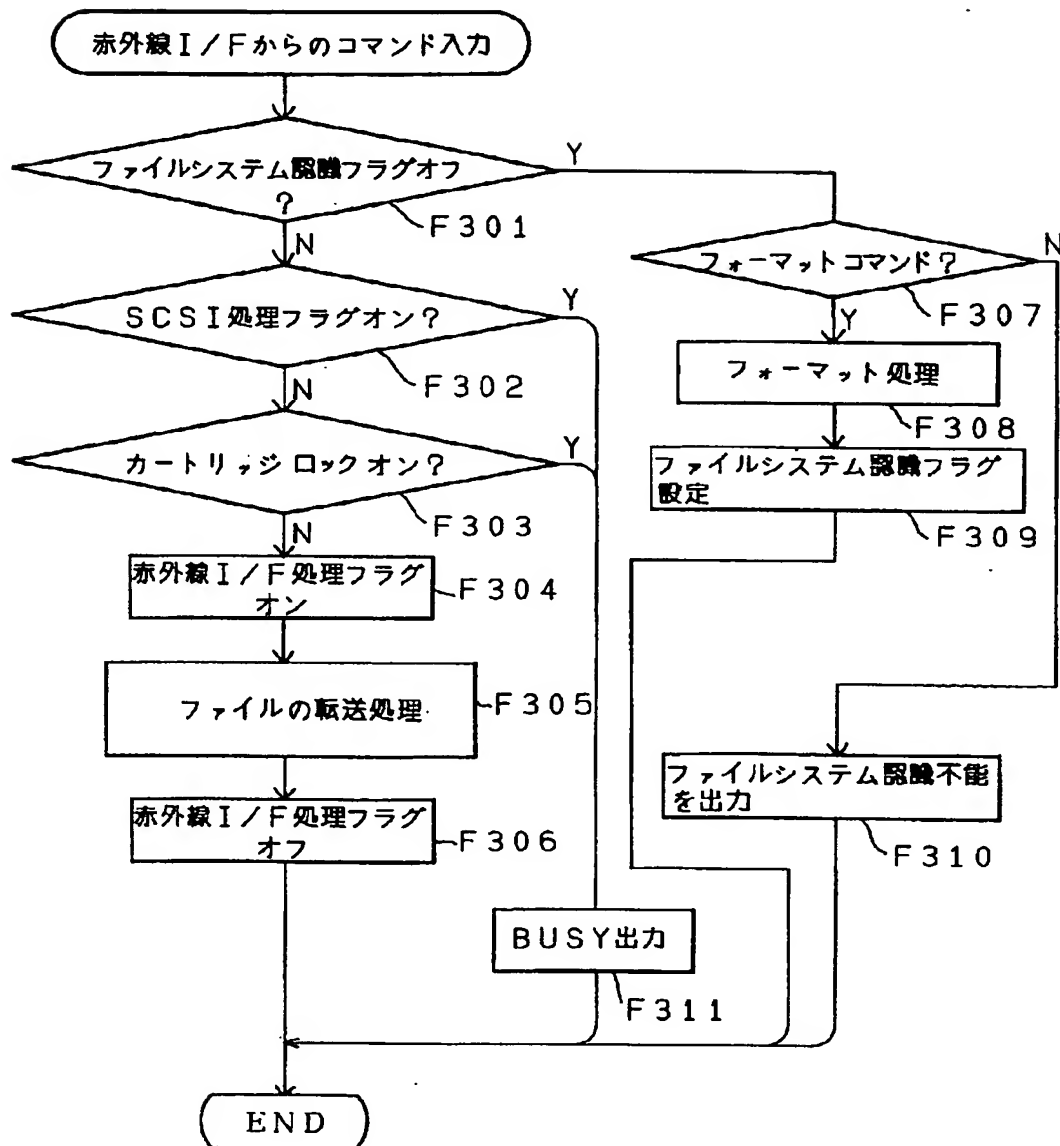 赤外線I/Fからのコマンド入力
ファイルシステム認識フラグオフ
?
Y
F301
N
SCSI処理フラグオン?
Y
F302
N
カートリッジロックオン?
Y
F303
N
赤外線I/F処理フラグ
オン
F304
ファイルの転送処理
F305
赤外線I/F処理フラグ
オフ
F306
フォーマットコマンド?
N
F307
Y
フォーマット処理
F308
ファイルシステム認識フラグ
設定
F309
ファイルシステム認識不能
を出力
F310
BUSY出力
F311
END